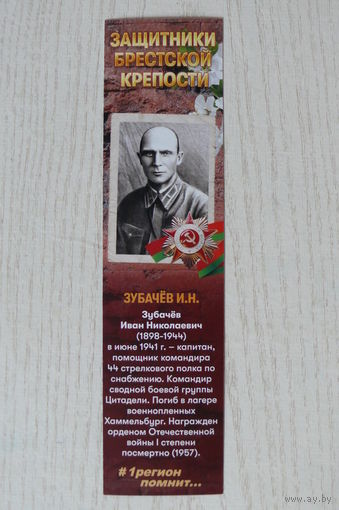 ЗАЩИТНИКИ
БРЕСТСКОЙ
КРЕПОСТИ
ЗУБАЧЁВ И.Н.
Зубачёв
Иван Николаевич
(1898-1944)
в июне 1941 г. – капитан,
помощник командира
44 стрелкового полка по
снабжению. Командир
сводной боевой группы
Цитадели. Погиб в лагере
военнопленных
Хаммельбург. Награжден
орденом Отечественной
войны I степени
посмертно (1957).
#1регион
помнит...
www.ay.by